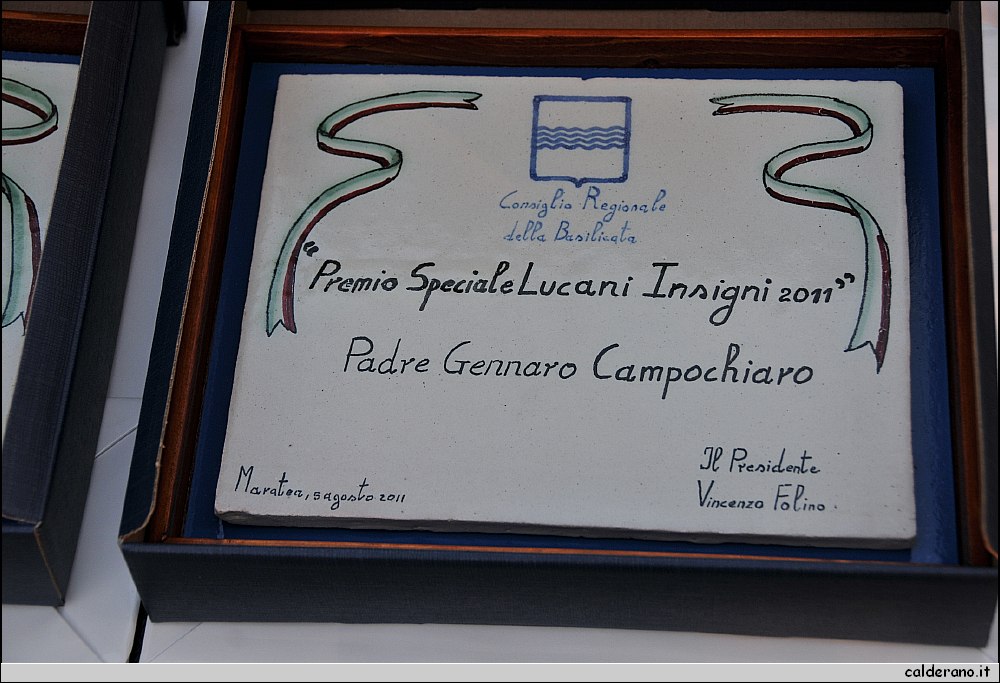 Consiglio Regionale
della Basilicata
"Premio Speciale Lucani Insigni 2011"
Padre Gennaro Campochiaro
Maratea, 5 agosto 2011
Il Presidente
Vincenzo Folino.
calderano.it